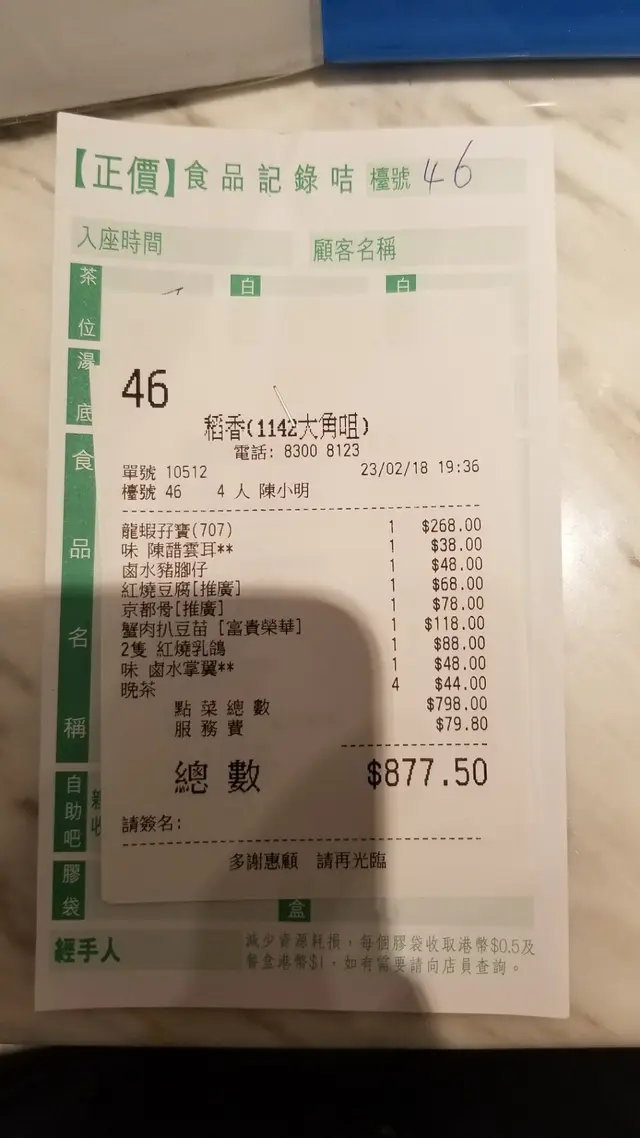 【正價】食品記錄咭 檯號 46
入座時間 顧客名稱
茶位 白 白
湯底
食品名稱
46
稻香(1142大角咀)
電話: 8300 8123
單號 10512 23/02/18 19:36
檯號 46 4 人 陳小明
龍蝦孖寶(707) 1 $268.00
味 陳醋雲耳** 1 $38.00
鹵水豬腳仔 1 $48.00
紅燒豆腐[推廣] 1 $68.00
京都骨[推廣] 1 $78.00
蟹肉扒豆苗 [富貴榮華] 1 $118.00
2隻 紅燒乳鴿 1 $88.00
味 鹵水掌翼** 1 $48.00
晚茶 4 $44.00
點菜總數 $798.00
服務費 $79.80
總數 $877.50
請簽名:
多謝惠顧 請再光臨
自助吧
膠袋 盒
經手人
減少資源耗損，每個膠袋收取港幣$0.5及
餐盒港幣$1，如有需要請向店員查詢。